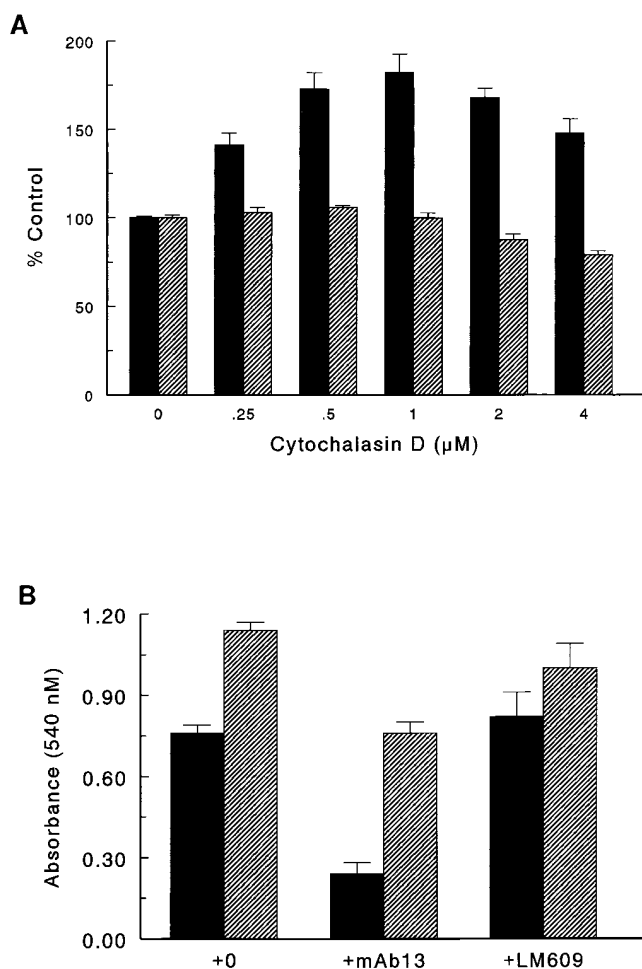 A
200
150
100
50
0
% Control
0 .25 .5 1 2 4
Cytochalasin D (µM)
B
1.20
0.90
0.60
0.30
0.00
Absorbance (540 nM)
+0 +mAb13 +LM609